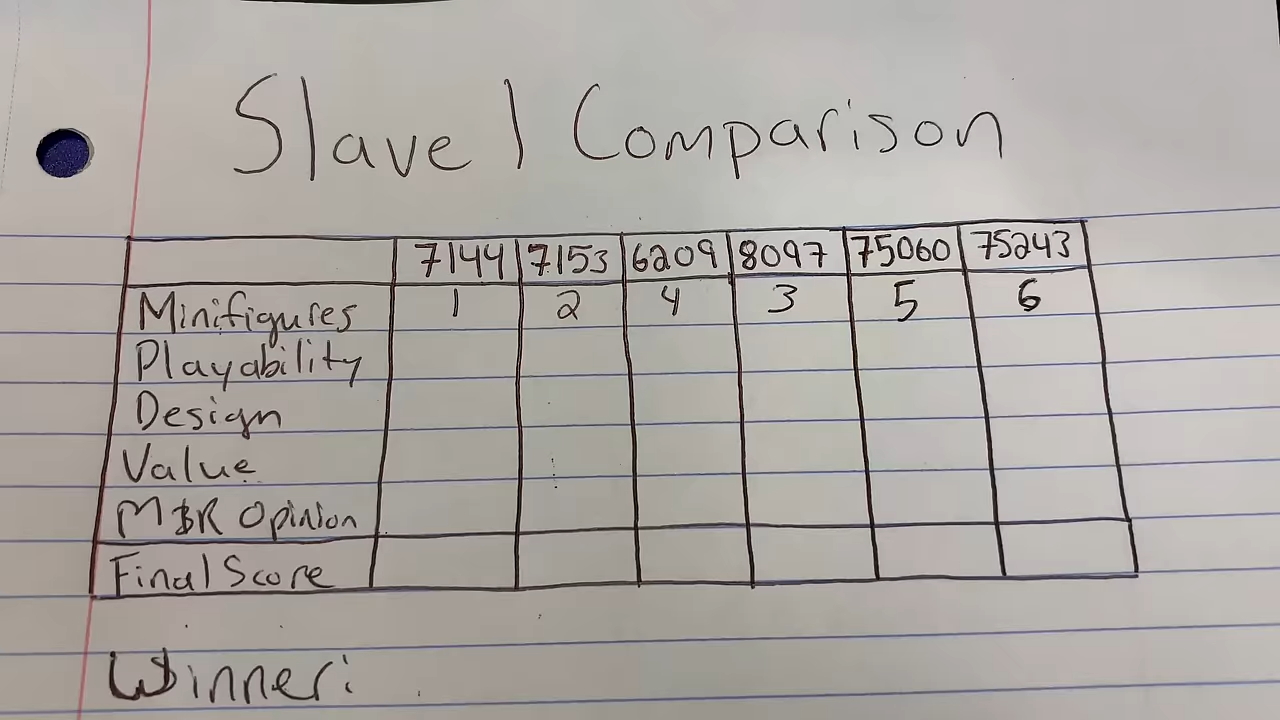 Slave 1 Comparison
7144 7153 6209 8097 75060 75243
Minifigures 1 2 4 3 5 6
Playability
Design
Value
MBR Opinion
Final Score
Winner: